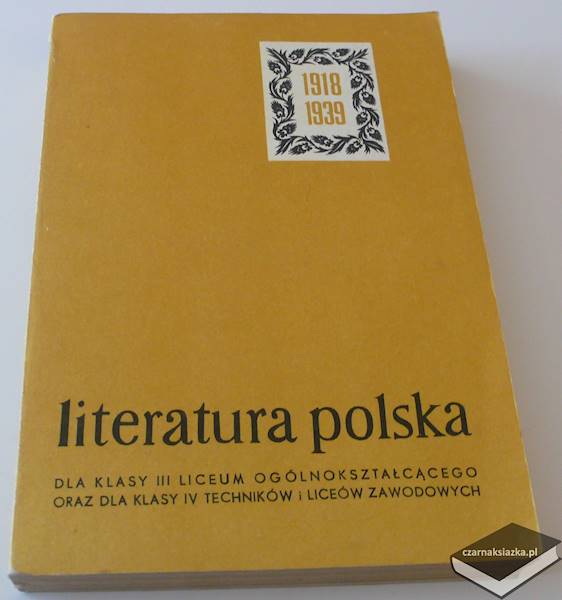 1918
1939
literatura polska
DLA KLASY III LICEUM OGÓLNOKSZTAŁCĄCEGO
ORAZ DLA KLASY IV TECHNIKÓW i LICEÓW ZAWODOWYCH
czarnaksiazka.pl